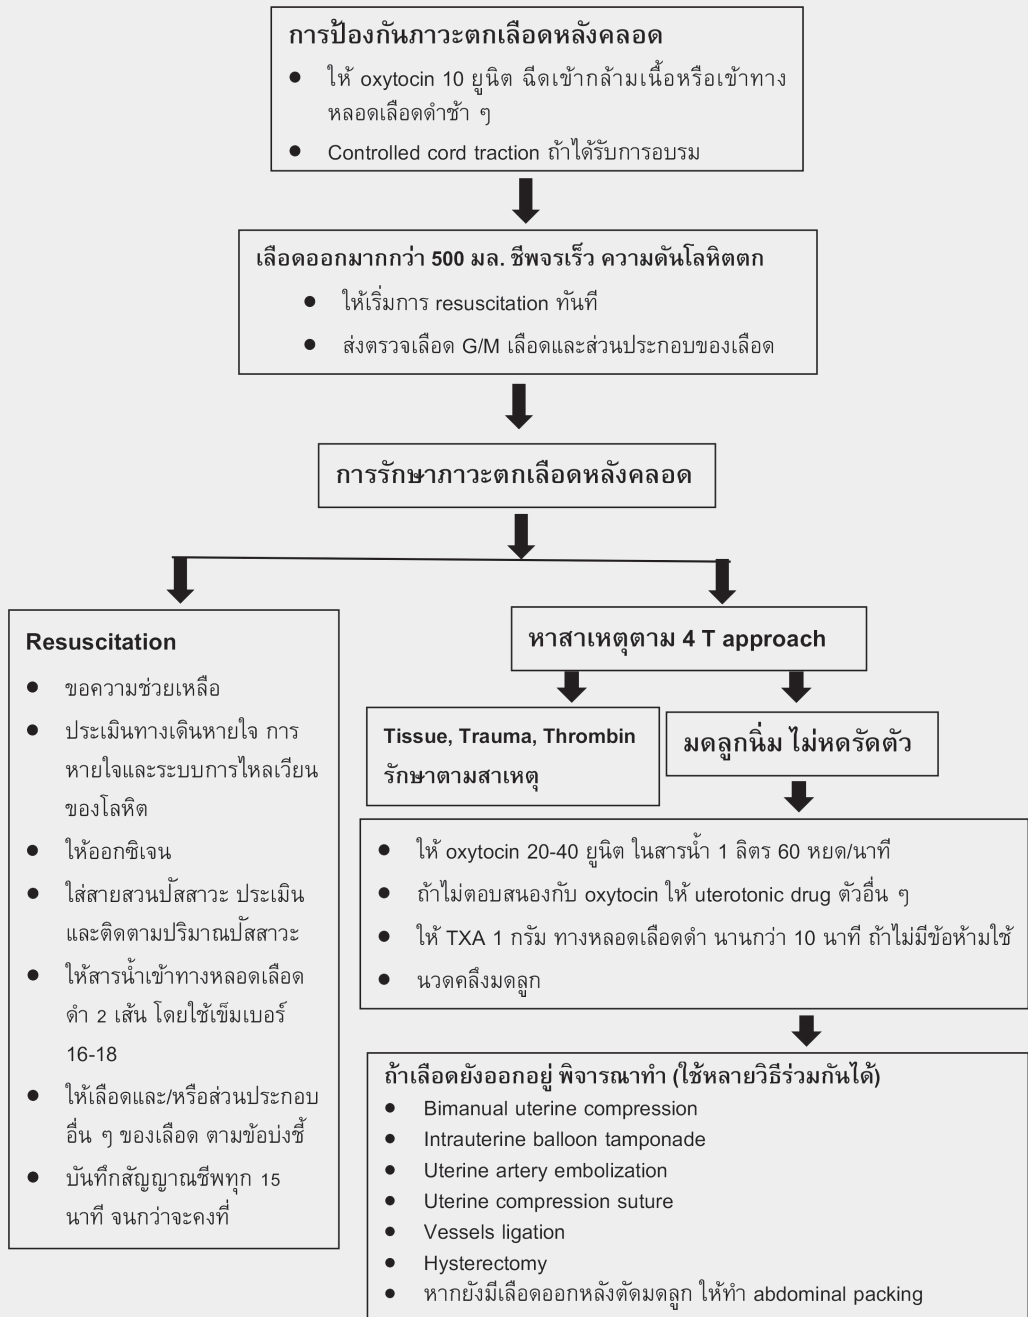 การป้องกันภาวะตกเลือดหลังคลอด
● ให้ oxytocin 10 ยูนิต ฉีดเข้ากล้ามเนื้อหรือเข้าทาง
หลอดเลือดดำช้า ๆ
● Controlled cord traction ถ้าได้รับการอบรม
เลือดออกมากกว่า 500 มล. ชีพจรเร็ว ความดันโลหิตตก
● ให้เริ่มการ resuscitation ทันที
● ส่งตรวจเลือด G/M เลือดและส่วนประกอบของเลือด
การรักษาภาวะตกเลือดหลังคลอด
Resuscitation
● ขอความช่วยเหลือ
● ประเมินทางเดินหายใจ การ
หายใจและระบบการไหลเวียน
ของโลหิต
● ให้ออกซิเจน
● ใส่สายสวนปัสสาวะ ประเมิน
และติดตามปริมาณปัสสาวะ
● ให้สารน้ำเข้าทางหลอดเลือด
ดำ 2 เส้น โดยใช้เข็มเบอร์
16-18
● ให้เลือดและ/หรือส่วนประกอบ
อื่น ๆ ของเลือด ตามข้อบ่งชี้
● บันทึกสัญญาณชีพทุก 15
นาที จนกว่าจะคงที่
หาสาเหตุตาม 4 T approach
Tissue, Trauma, Thrombin
รักษาตามสาเหตุ
มดลูกนิ่ม ไม่หดรัดตัว
● ให้ oxytocin 20-40 ยูนิต ในสารน้ำ 1 ลิตร 60 หยด/นาที
● ถ้าไม่ตอบสนองกับ oxytocin ให้ uterotonic drug ตัวอื่น ๆ
● ให้ TXA 1 กรัม ทางหลอดเลือดดำ นานกว่า 10 นาที ถ้าไม่มีข้อห้ามใช้
● นวดคลึงมดลูก
ถ้าเลือดยังออกอยู่ พิจารณาทำ (ใช้หลายวิธีร่วมกันได้)
● Bimanual uterine compression
● Intrauterine balloon tamponade
● Uterine artery embolization
● Uterine compression suture
● Vessels ligation
● Hysterectomy
● หากยังมีเลือดออกหลังตัดมดลูก ให้ทำ abdominal packing